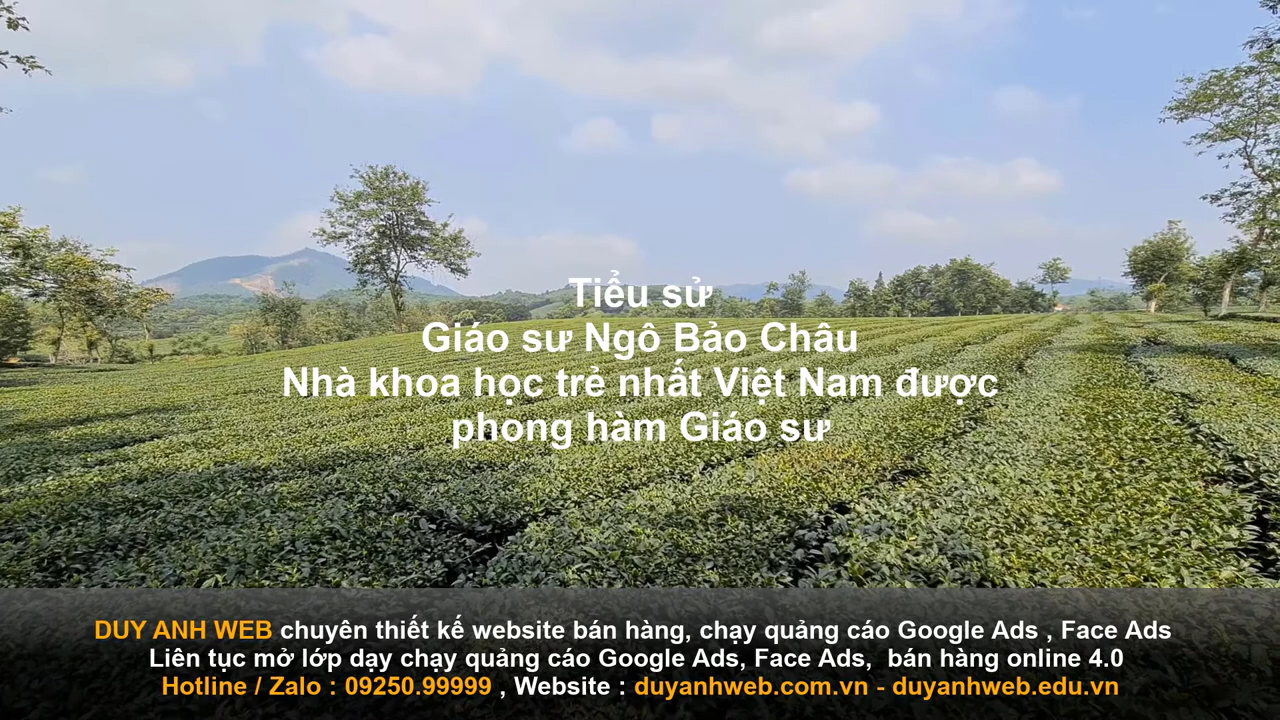 Tiểu sử
Giáo sư Ngô Bảo Châu
Nhà khoa học trẻ nhất Việt Nam được
phong hàm Giáo sư
DUY ANH WEB chuyên thiết kế website bán hàng, chạy quảng cáo Google Ads , Face Ads
Liên tục mở lớp dạy chạy quảng cáo Google Ads, Face Ads,  bán hàng online 4.0
Hotline / Zalo : 09250.99999 , Website : duyanhweb.com.vn - duyanhweb.edu.vn